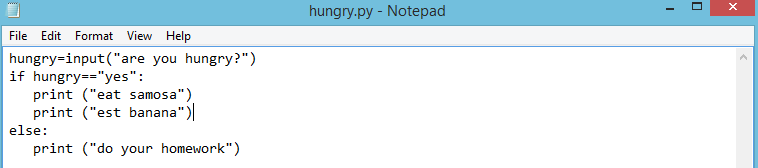 hungry.py - Notepad
File Edit Format View Help
hungry=input("are you hungry?")
if hungry=="yes":
   print ("eat samosa")
   print ("est banana")
else:
   print ("do your homework")